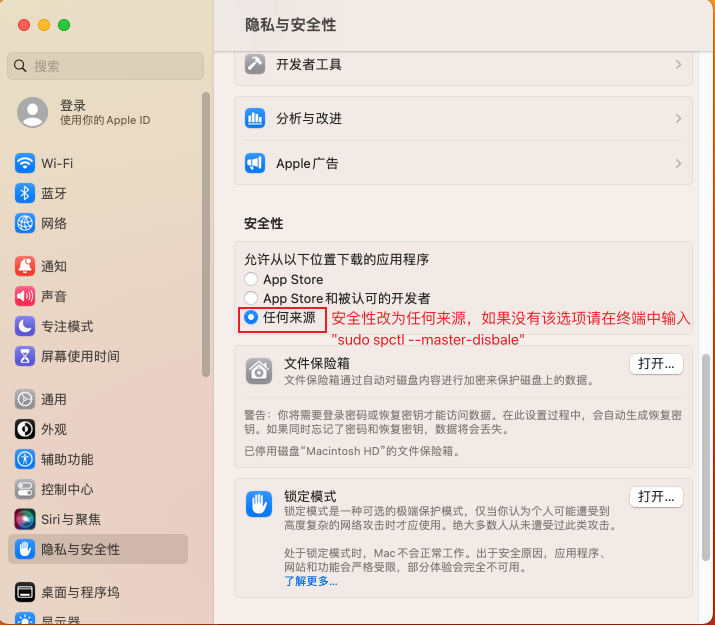 隐私与安全性
搜索
登录
使用你的 Apple ID
Wi-Fi
蓝牙
网络
通知
声音
专注模式
屏幕使用时间
通用
外观
辅助功能
控制中心
Siri 与聚焦
隐私与安全性
桌面与程序坞
显示器
开发者工具
分析与改进
Apple 广告
安全性
允许从以下位置下载的应用程序
App Store
App Store 和被认可的开发者
任何来源
安全性改为任何来源，如果没有该选项请在终端中输入
"sudo spctl --master-disbale"
文件保险箱
打开...
文件保险箱通过自动对磁盘内容进行加密来保护磁盘上的数据。
警告：你将需要登录密码或恢复密钥才能访问数据。在此设置过程中，会自动生成恢复密
钥。如果同时忘记了密码和恢复密钥，数据将会丢失。
已停用磁盘“Macintosh HD”的文件保险箱。
锁定模式
打开...
锁定模式是一种可选的极端保护模式，仅当你认为个人可能遭受到
高度复杂的网络攻击时才应使用。绝大多数人从未遭受过此类攻击。
处于锁定模式时，Mac 不会正常工作。出于安全原因，应用程序、
网站和功能会严格受限，部分体验会完全不可用。
了解更多...